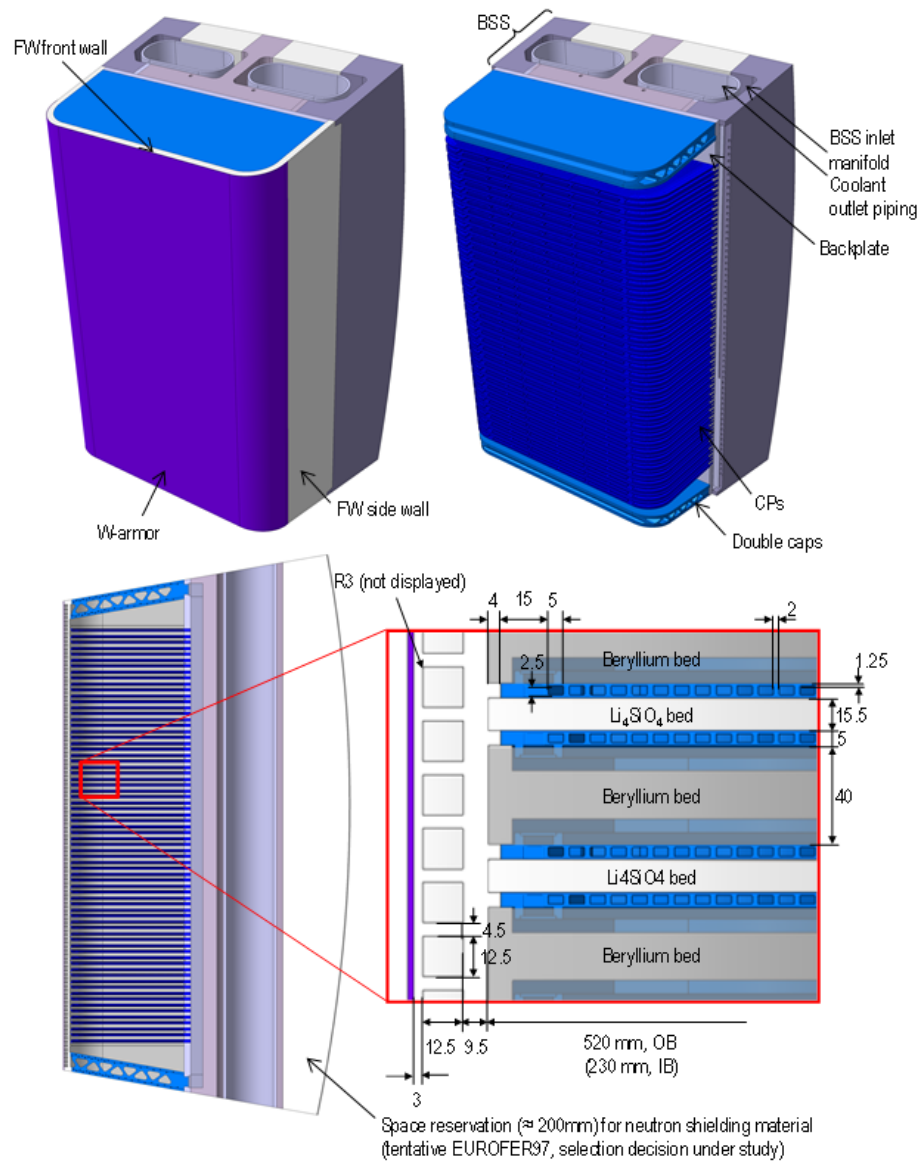 BSS
FW front wall
BSS inlet
manifold
Coolant
outlet piping
Backplate
W-armor
FW side wall
CPs
Double caps
R3 (not displayed)
4
15
5
2
Beryllium bed
1.25
2.5
Li4SiO4 bed
15.5
5
Beryllium bed
40
Li4SiO4 bed
4.5
12.5
Beryllium bed
12.5
9.5
520 mm, OB
(230 mm, IB)
3
Space reservation (≈ 200mm) for neutron shielding material
(tentative EUROFER97, selection decision under study)